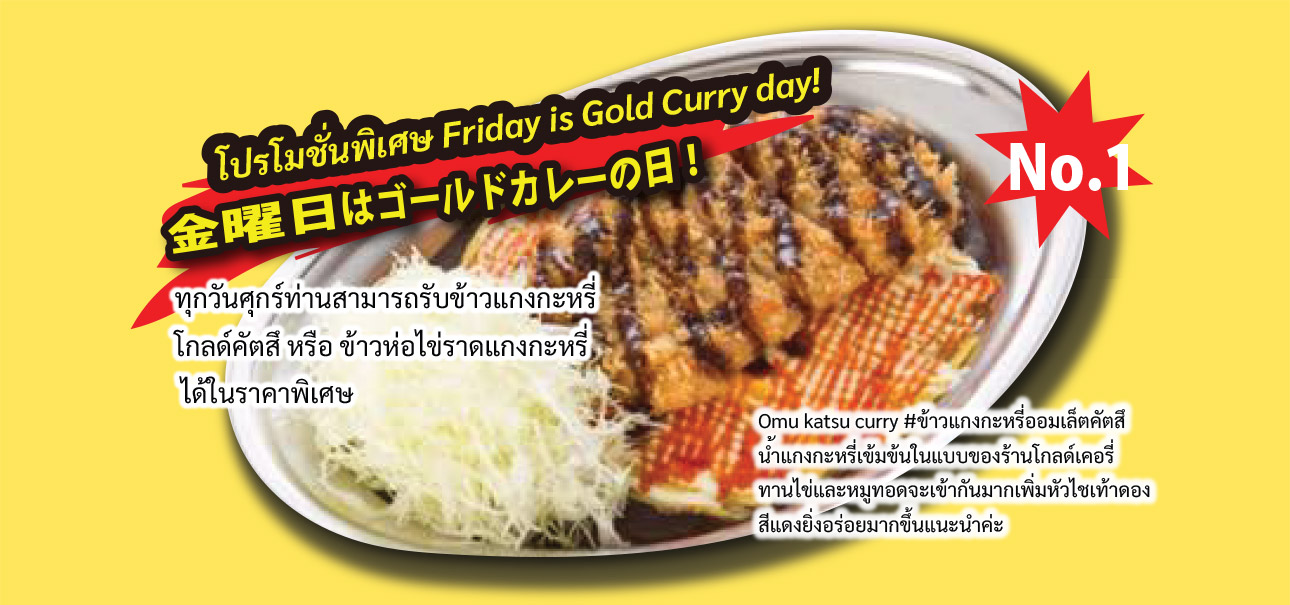 โปรโมชั่นพิเศษ Friday is Gold Curry day!
金曜日はゴールドカレーの日!
No.1
ทุกวันศุกร์ท่านสามารถรับข้าวแกงกะหรี่
โกลด์คัตสึ หรือ ข้าวห่อไข่ราดแกงกะหรี่
ได้ในราคาพิเศษ
Omu katsu curry #ข้าวแกงกะหรี่ออมเล็ตคัตสึ
น้ำแกงกะหรี่เข้มข้นในแบบของร้านโกลด์เคอรี่
ทานไข่และหมูทอดจะเข้ากันมากเพิ่มหัวไชเท้าดอง
สีแดงยิ่งอร่อยมากขึ้นแนะนำค่ะ